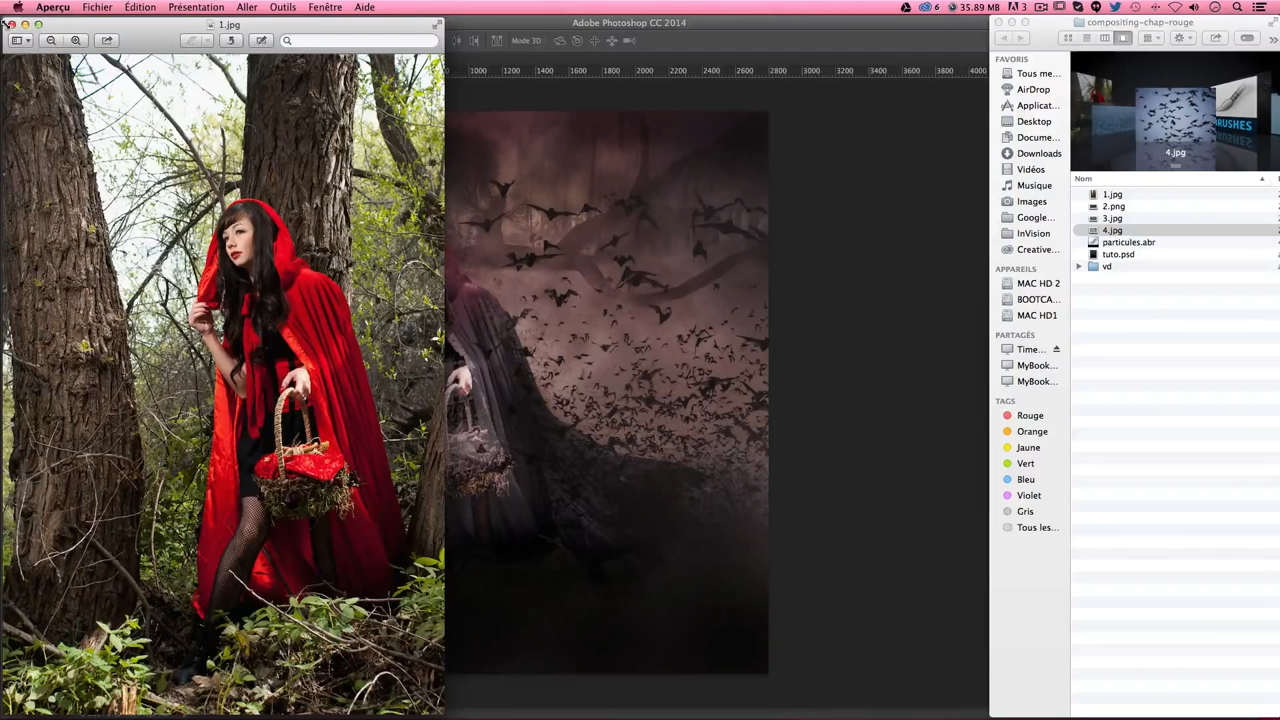 Aperçu Fichier Édition Présentation Aller Outils Fenêtre Aide 6 35.89 MB 3
1.jpg
Adobe Photoshop CC 2014
compositing-chap-rouge
Mode 3D
1000 1200 1400 1600 1800 2000 2200 2400 2600 2800 3000 3200 3400 3600 3800 4000
FAVORIS
Tous me...
AirDrop
Applicat...
Desktop
Docume...
Downloads
Vidéos
Musique
Images
Google...
InVision
Creative...
APPAREILS
MAC HD 2
BOOTCA...
MAC HD1
PARTAGÉS
Time...
MyBook...
MyBook...
TAGS
Rouge
Orange
Jaune
Vert
Bleu
Violet
Gris
Tous les...
BRUSHES
4.jpg
Nom
1.jpg
2.png
3.jpg
4.jpg
particules.abr
tuto.psd
vd